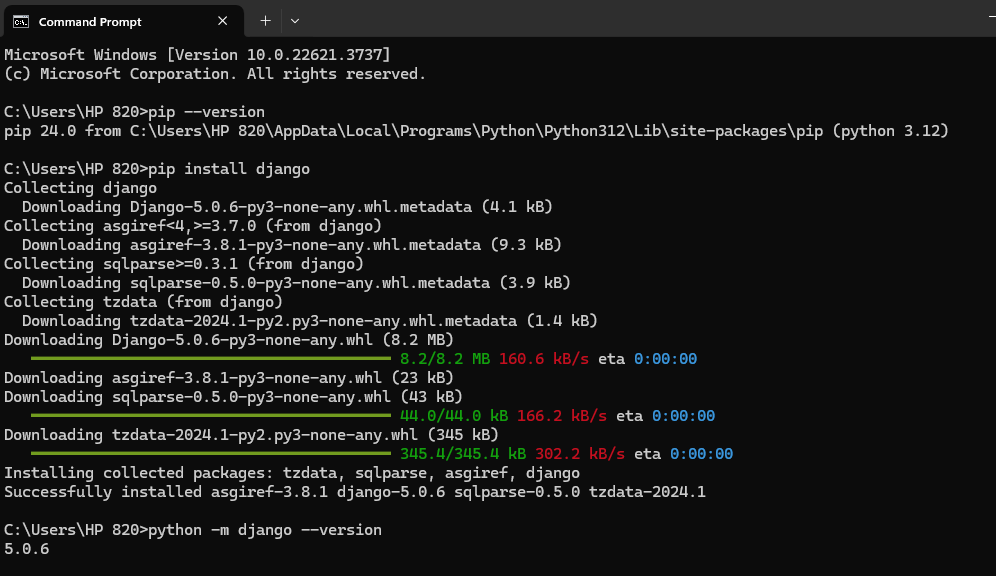 Command Prompt
Microsoft Windows [Version 10.0.22621.3737]
(c) Microsoft Corporation. All rights reserved.
C:\Users\HP 820>pip --version
pip 24.0 from C:\Users\HP 820\AppData\Local\Programs\Python\Python312\Lib\site-packages\pip (python 3.12)
C:\Users\HP 820>pip install django
Collecting django
  Downloading Django-5.0.6-py3-none-any.whl.metadata (4.1 kB)
Collecting asgiref<4,>=3.7.0 (from django)
  Downloading asgiref-3.8.1-py3-none-any.whl.metadata (9.3 kB)
Collecting sqlparse>=0.3.1 (from django)
  Downloading sqlparse-0.5.0-py3-none-any.whl.metadata (3.9 kB)
Collecting tzdata (from django)
  Downloading tzdata-2024.1-py2.py3-none-any.whl.metadata (1.4 kB)
Downloading Django-5.0.6-py3-none-any.whl (8.2 MB)
8.2/8.2 MB 160.6 kB/s eta 0:00:00
Downloading asgiref-3.8.1-py3-none-any.whl (23 kB)
Downloading sqlparse-0.5.0-py3-none-any.whl (43 kB)
44.0/44.0 kB 166.2 kB/s eta 0:00:00
Downloading tzdata-2024.1-py2.py3-none-any.whl (345 kB)
345.4/345.4 kB 302.2 kB/s eta 0:00:00
Installing collected packages: tzdata, sqlparse, asgiref, django
Successfully installed asgiref-3.8.1 django-5.0.6 sqlparse-0.5.0 tzdata-2024.1
C:\Users\HP 820>python -m django --version
5.0.6